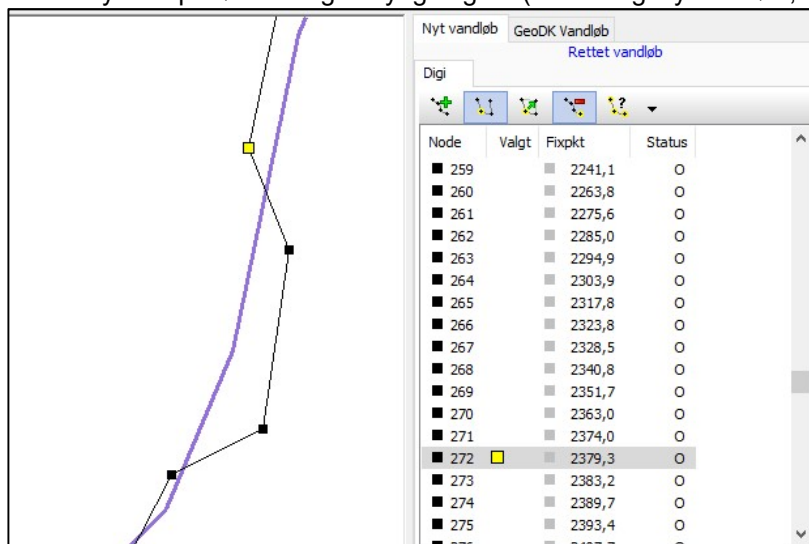 Nyt vandløb GeoDK Vandløb
Rettet vandløb
Digi
Node Valgt Fixpkt Status
259 2241,1 O
260 2263,8 O
261 2275,6 O
262 2285,0 O
263 2294,9 O
264 2303,9 O
265 2317,8 O
266 2323,8 O
267 2328,5 O
268 2340,8 O
269 2351,7 O
270 2363,0 O
271 2374,0 O
272 2379,3 O
273 2383,2 O
274 2389,7 O
275 2393,4 O